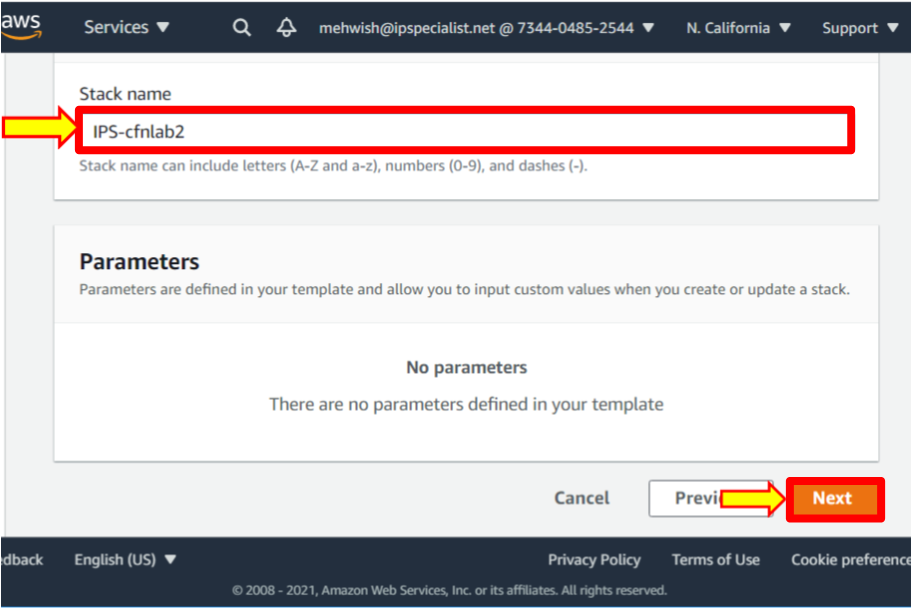 aws
Services ▼ mehwish@ipspecialist.net @ 7344-0485-2544 ▼ N. California ▼ Support ▼
Stack name
IPS-cfnlab2
Stack name can include letters (A-Z and a-z), numbers (0-9), and dashes (-).
Parameters
Parameters are defined in your template and allow you to input custom values when you create or update a stack.
No parameters
There are no parameters defined in your template
Cancel Previ Next
edback English (US) ▼ Privacy Policy Terms of Use Cookie preference
© 2008 - 2021, Amazon Web Services, Inc. or its affiliates. All rights reserved.